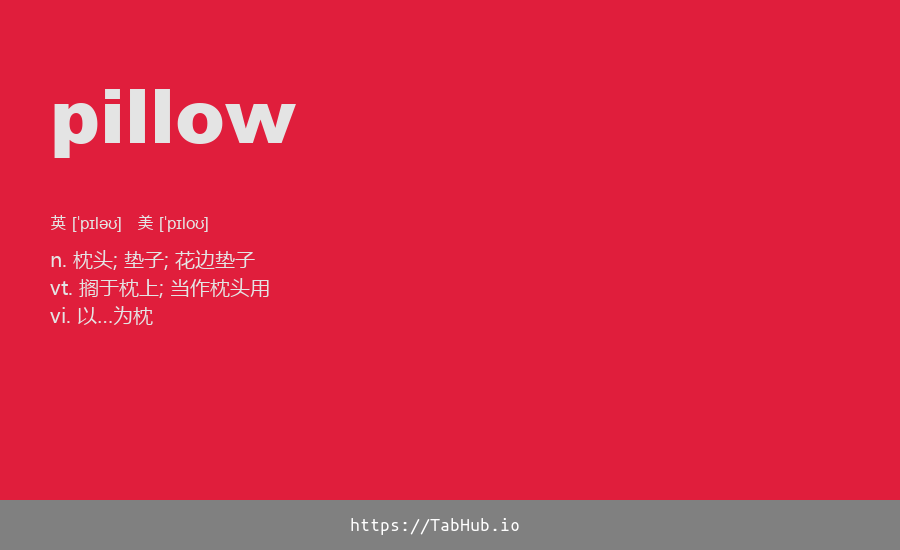 pillow
英 [ˈpɪləʊ] 美 [ˈpɪloʊ]
n. 枕头; 垫子; 花边垫子
vt. 搁于枕上; 当作枕头用
vi. 以...为枕
https://TabHub.io